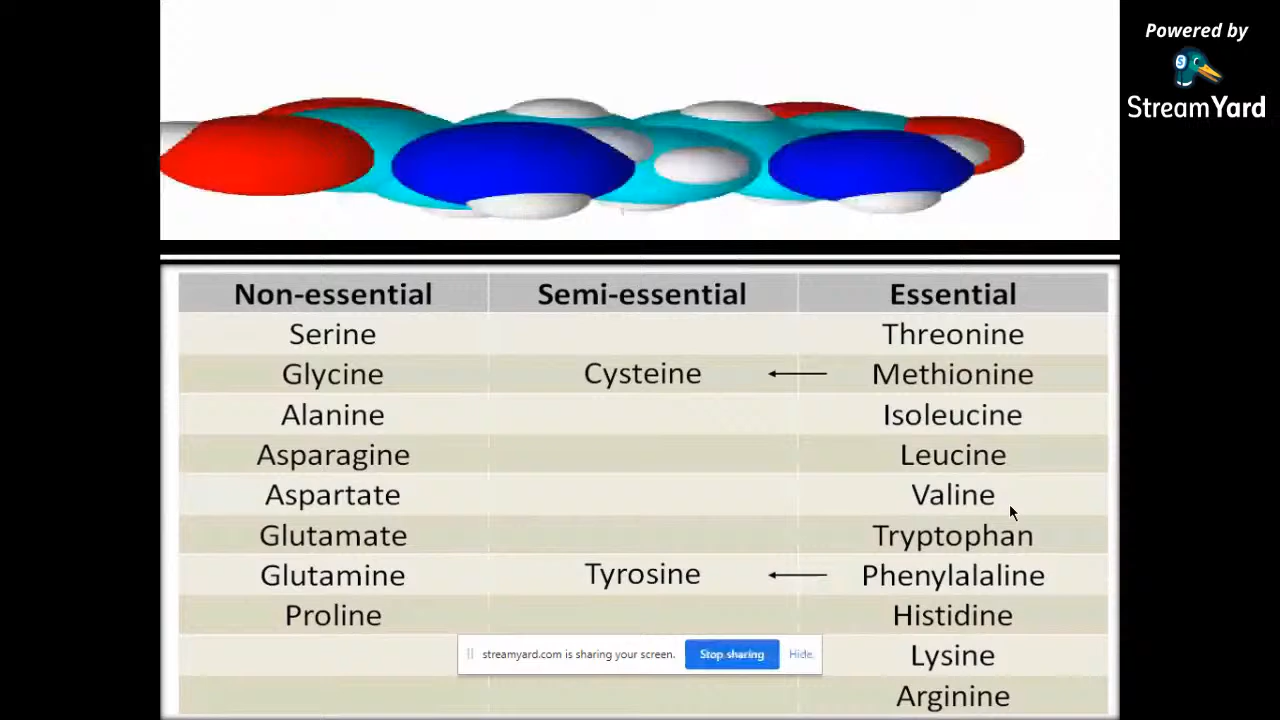 Powered by
StreamYard
Non-essential Semi-essential Essential
Serine Threonine
Glycine Cysteine Methionine
Alanine Isoleucine
Asparagine Leucine
Aspartate Valine
Glutamate Tryptophan
Glutamine Tyrosine Phenylalaline
Proline Histidine
streamyard.com is sharing your screen. Stop sharing Hide
Lysine
Arginine